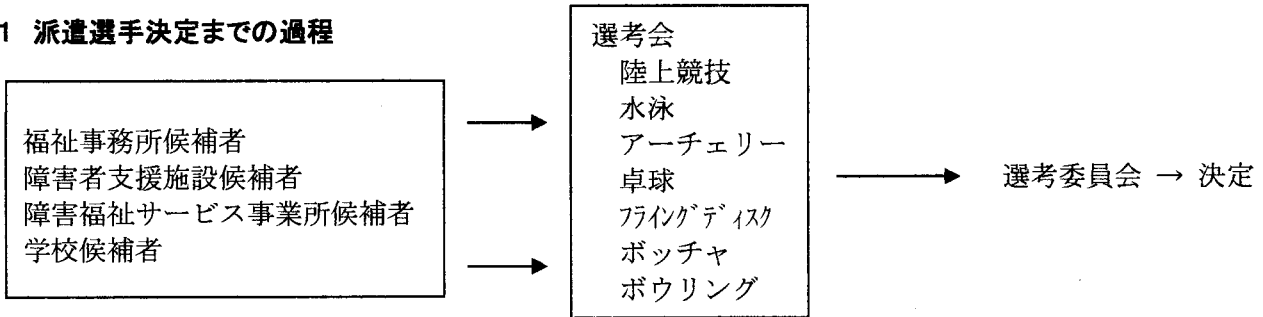 1 派遣選手決定までの過程
福祉事務所候補者
障害者支援施設候補者
障害福祉サービス事業所候補者
学校候補者
選考会
陸上競技
水泳
アーチェリー
卓球
フライングディスク
ボッチャ
ボウリング
選考委員会 → 決定